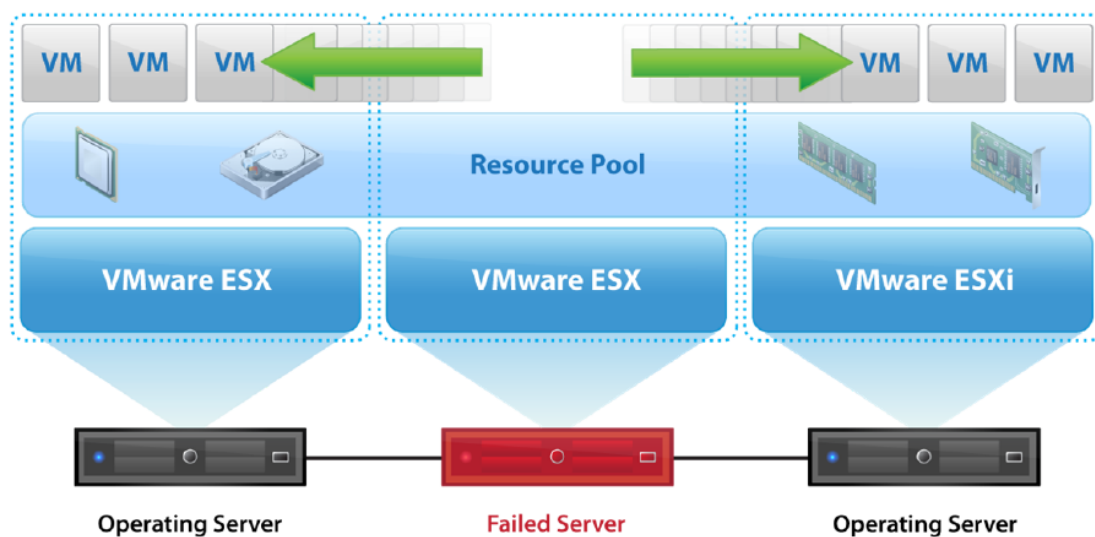 VM VM VM VM VM VM
Resource Pool
VMware ESX VMware ESX VMware ESXi
Operating Server Failed Server Operating Server